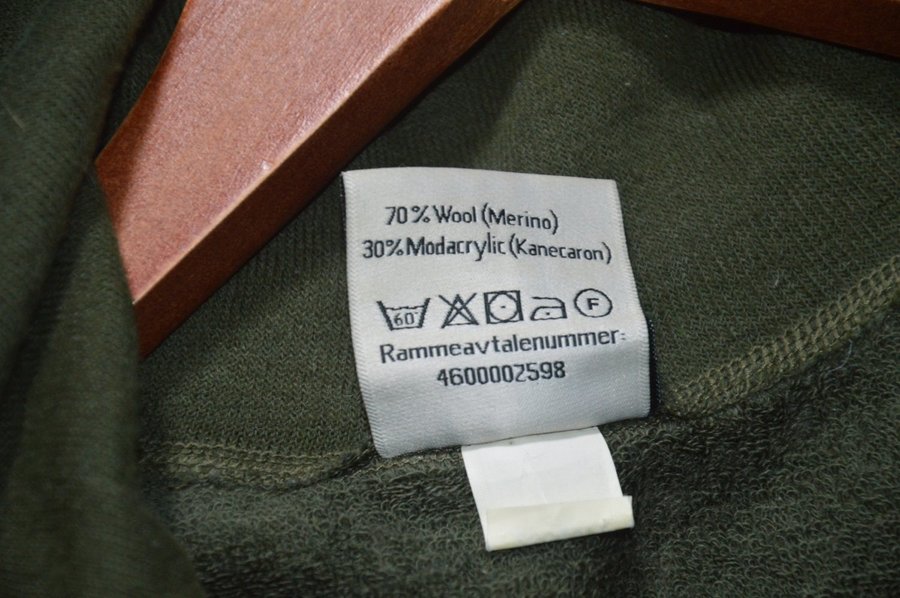 70% Wool (Merino)
30% Modacrylic (Kanecaron)
60° F
Rammeavtalenummer:
4600002598